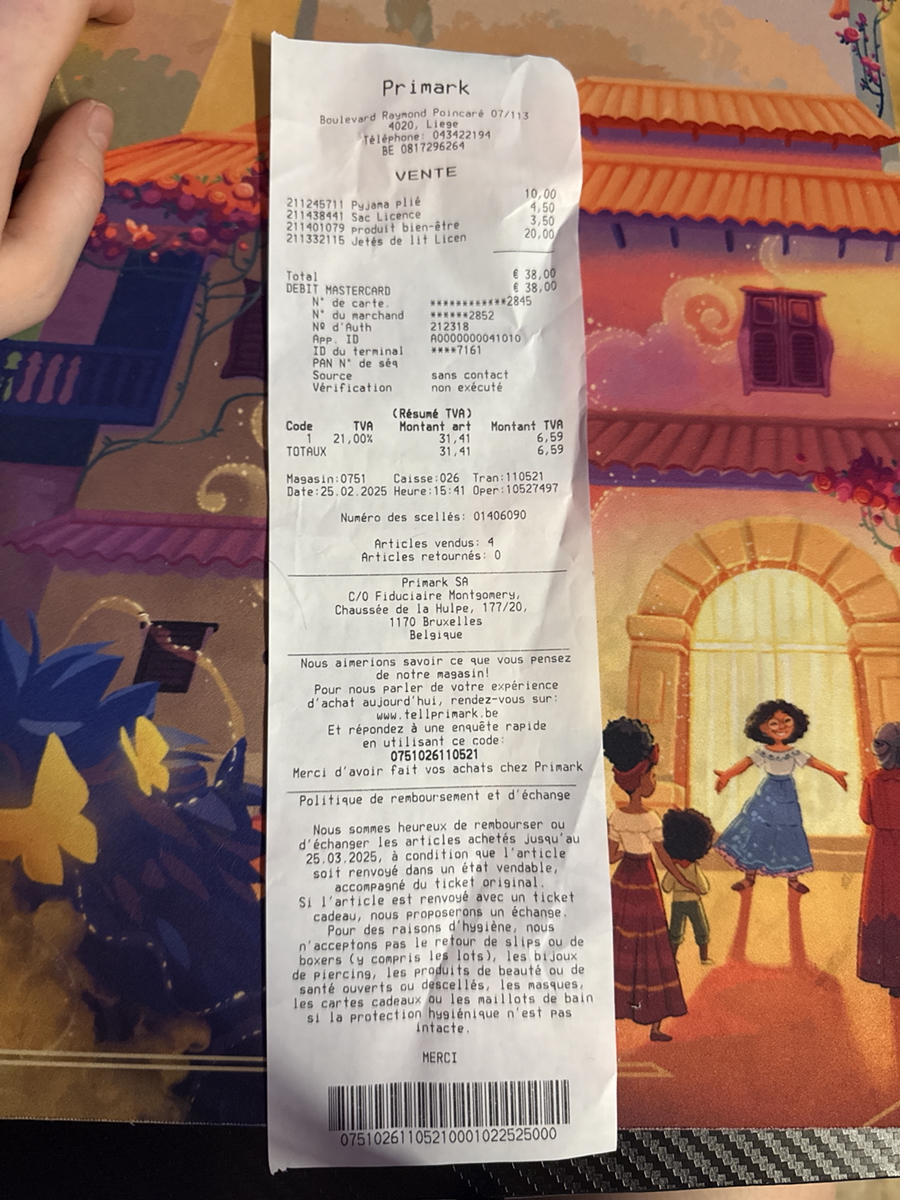 Primark
Boulevard Raymond Poincaré 07/113
4020, Liege
Téléphone: 043422194
BE 0817296264
VENTE
211245711 Pyjama plié 10,00
211438441 Sac Licence 4,50
211401079 produit bien-être 3,50
211332115 Jetés de lit Licen 20,00
Total € 38,00
DEBIT MASTERCARD € 38,00
N° de carte. ************2845
N° du marchand ******2852
Nº d'Auth 212318
App. ID A0000000041010
ID du terminal ****7161
PAN N° de séq
Source sans contact
Vérification non exécuté
(Résumé TVA)
Code TVA Montant art Montant TVA
1 21,00% 31,41 6,59
TOTAUX 31,41 6,59
Magasin:0751 Caisse:026 Tran:110521
Date:25.02.2025 Heure:15:41 Oper:10527497
Numéro des scellés: 01406090
Articles vendus: 4
Articles retournés: 0
Primark SA
C/O Fiduciaire Montgomery,
Chaussée de la Hulpe, 177/20,
1170 Bruxelles
Belgique
Nous aimerions savoir ce que vous pensez
de notre magasin!
Pour nous parler de votre expérience
d'achat aujourd'hui, rendez-vous sur:
www.tellprimark.be
Et répondez à une enquête rapide
en utilisant ce code:
0751026110521
Merci d'avoir fait vos achats chez Primark
Politique de remboursement et d'échange
Nous sommes heureux de rembourser ou
d'échanger les articles achetés jusqu'au
25.03.2025, à condition que l'article
soit renvoyé dans un état vendable,
accompagné du ticket original.
Si l'article est renvoyé avec un ticket
cadeau, nous proposerons un échange.
Pour des raisons d'hygiène, nous
n'acceptons pas le retour de slips ou de
boxers (y compris les lots), les bijoux
de piercing, les produits de beauté ou de
santé ouverts ou descellés, les masques,
les cartes cadeaux ou les maillots de bain
si la protection hygiénique n'est pas
intacte.
MERCI
07510261105210001022525000